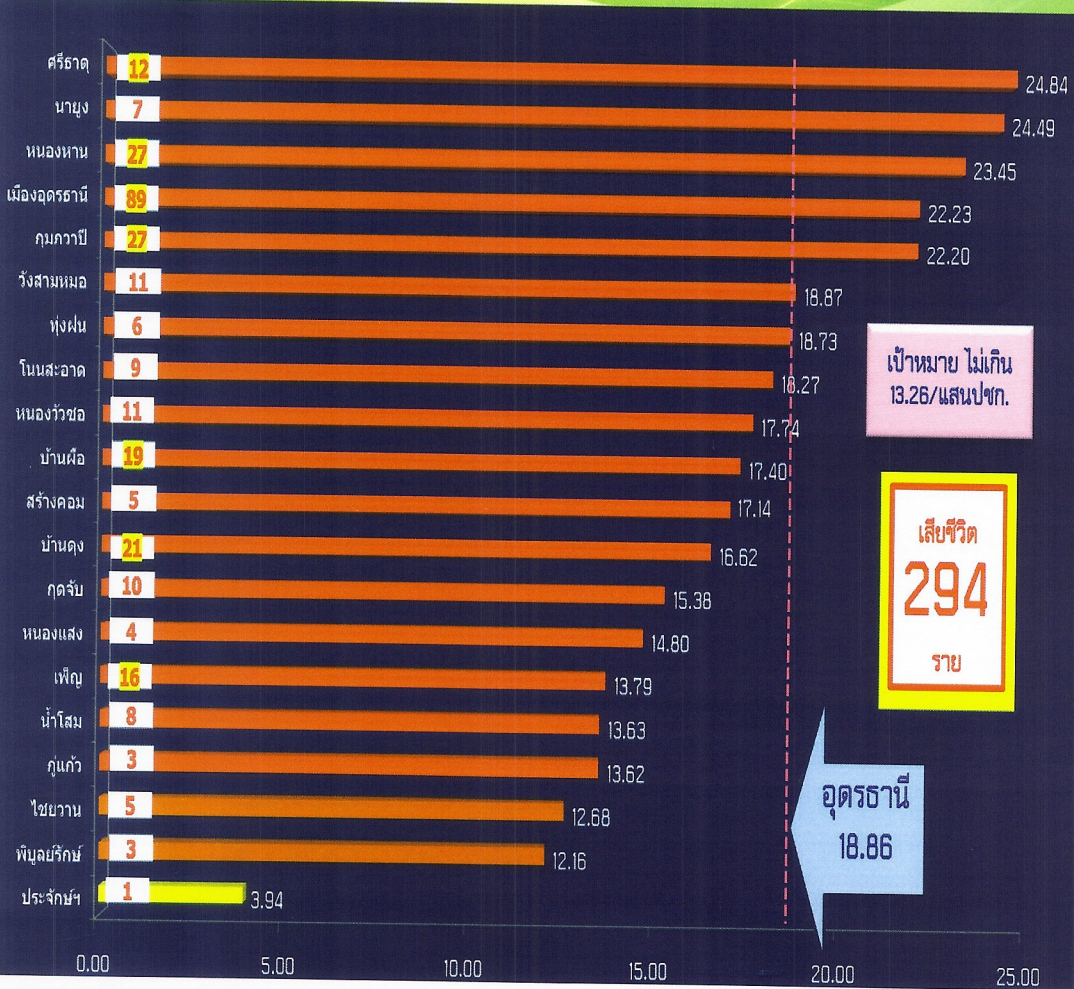 ศรีธาตุ 12 24.84
นายูง 7 24.49
หนองหาน 27 23.45
เมืองอุดรธานี 89 22.23
กุมภวาปี 27 22.20
วังสามหมอ 11 18.87
ทุ่งฝน 6 18.73
โนนสะอาด 9 18.27
หนองวัวซอ 11 17.74
บ้านผือ 19 17.40
สร้างคอม 5 17.14
บ้านดุง 21 16.62
กุดจับ 10 15.38
หนองแสง 4 14.80
เพ็ญ 16 13.79
น้ำโสม 8 13.63
กู่แก้ว 3 13.62
ไชยวาน 5 12.68
พิบูลย์รักษ์ 3 12.16
ประจักษ์ฯ 1 3.94
0.00 5.00 10.00 15.00 20.00 25.00
เป้าหมาย ไม่เกิน
13.26/แสนปชก.
เสียชีวิต
294
ราย
อุดรธานี
18.86